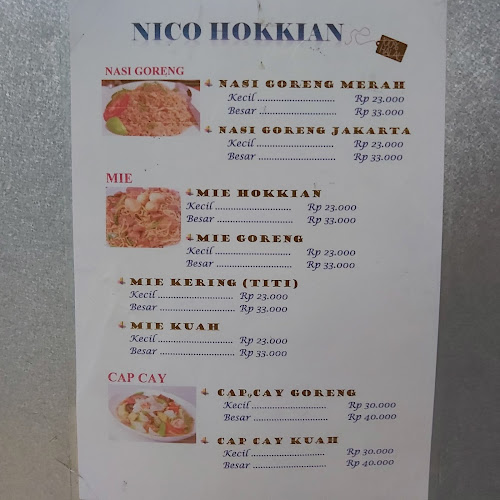 NICO HOKKIAN
NASI GORENG
NASI GORENG MERAH
Kecil ........................ Rp 23.000
Besar ........................ Rp 33.000
NASI GORENG JAKARTA
Kecil ........................ Rp 23.000
Besar ........................ Rp 33.000
MIE
MIE HOKKIAN
Kecil ........................ Rp 23.000
Besar ........................ Rp 33.000
MIE GORENG
Kecil ........................ Rp 23.000
Besar ........................ Rp 33.000
MIE KERING (TITI)
Kecil ........................ Rp 23.000
Besar ........................ Rp 33.000
MIE KUAH
Kecil ........................ Rp 23.000
Besar ........................ Rp 33.000
CAP CAY
CAP CAY GORENG
Kecil ........................ Rp 30.000
Besar ........................ Rp 40.000
CAP CAY KUAH
Kecil ........................ Rp 30.000
Besar ........................ Rp 40.000